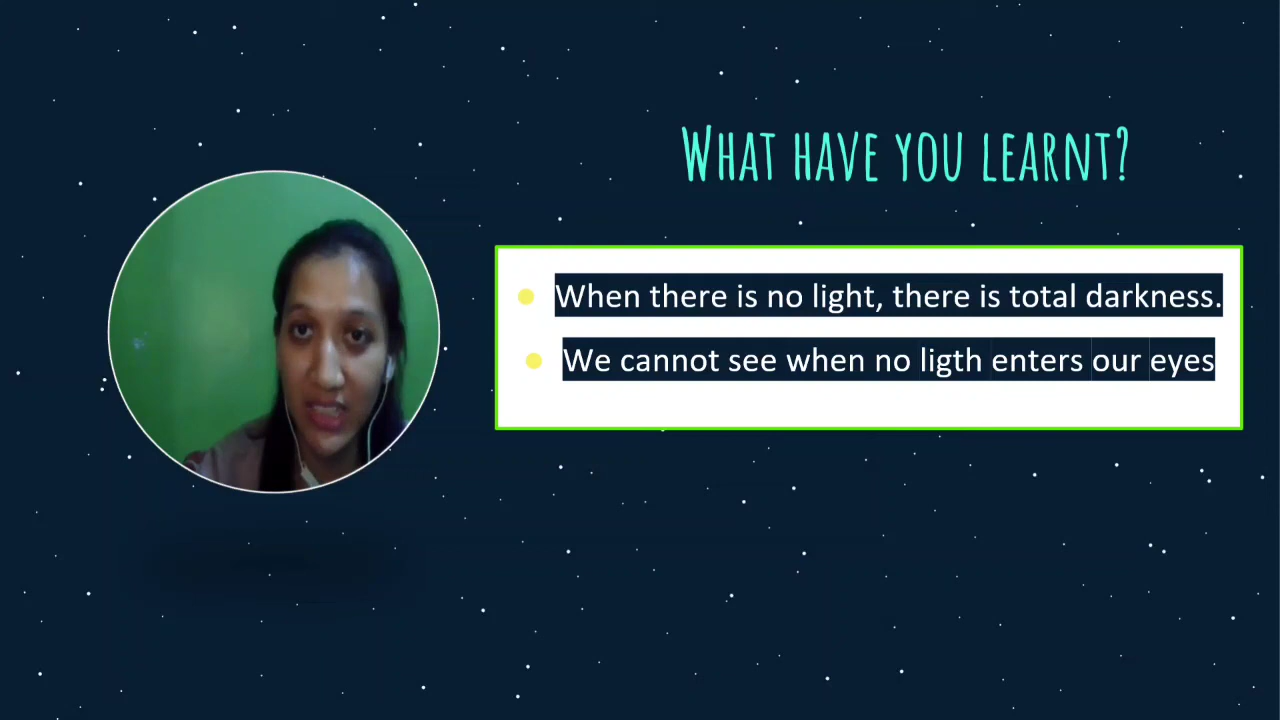 What have you learnt?
When there is no light, there is total darkness.
We cannot see when no ligth enters our eyes